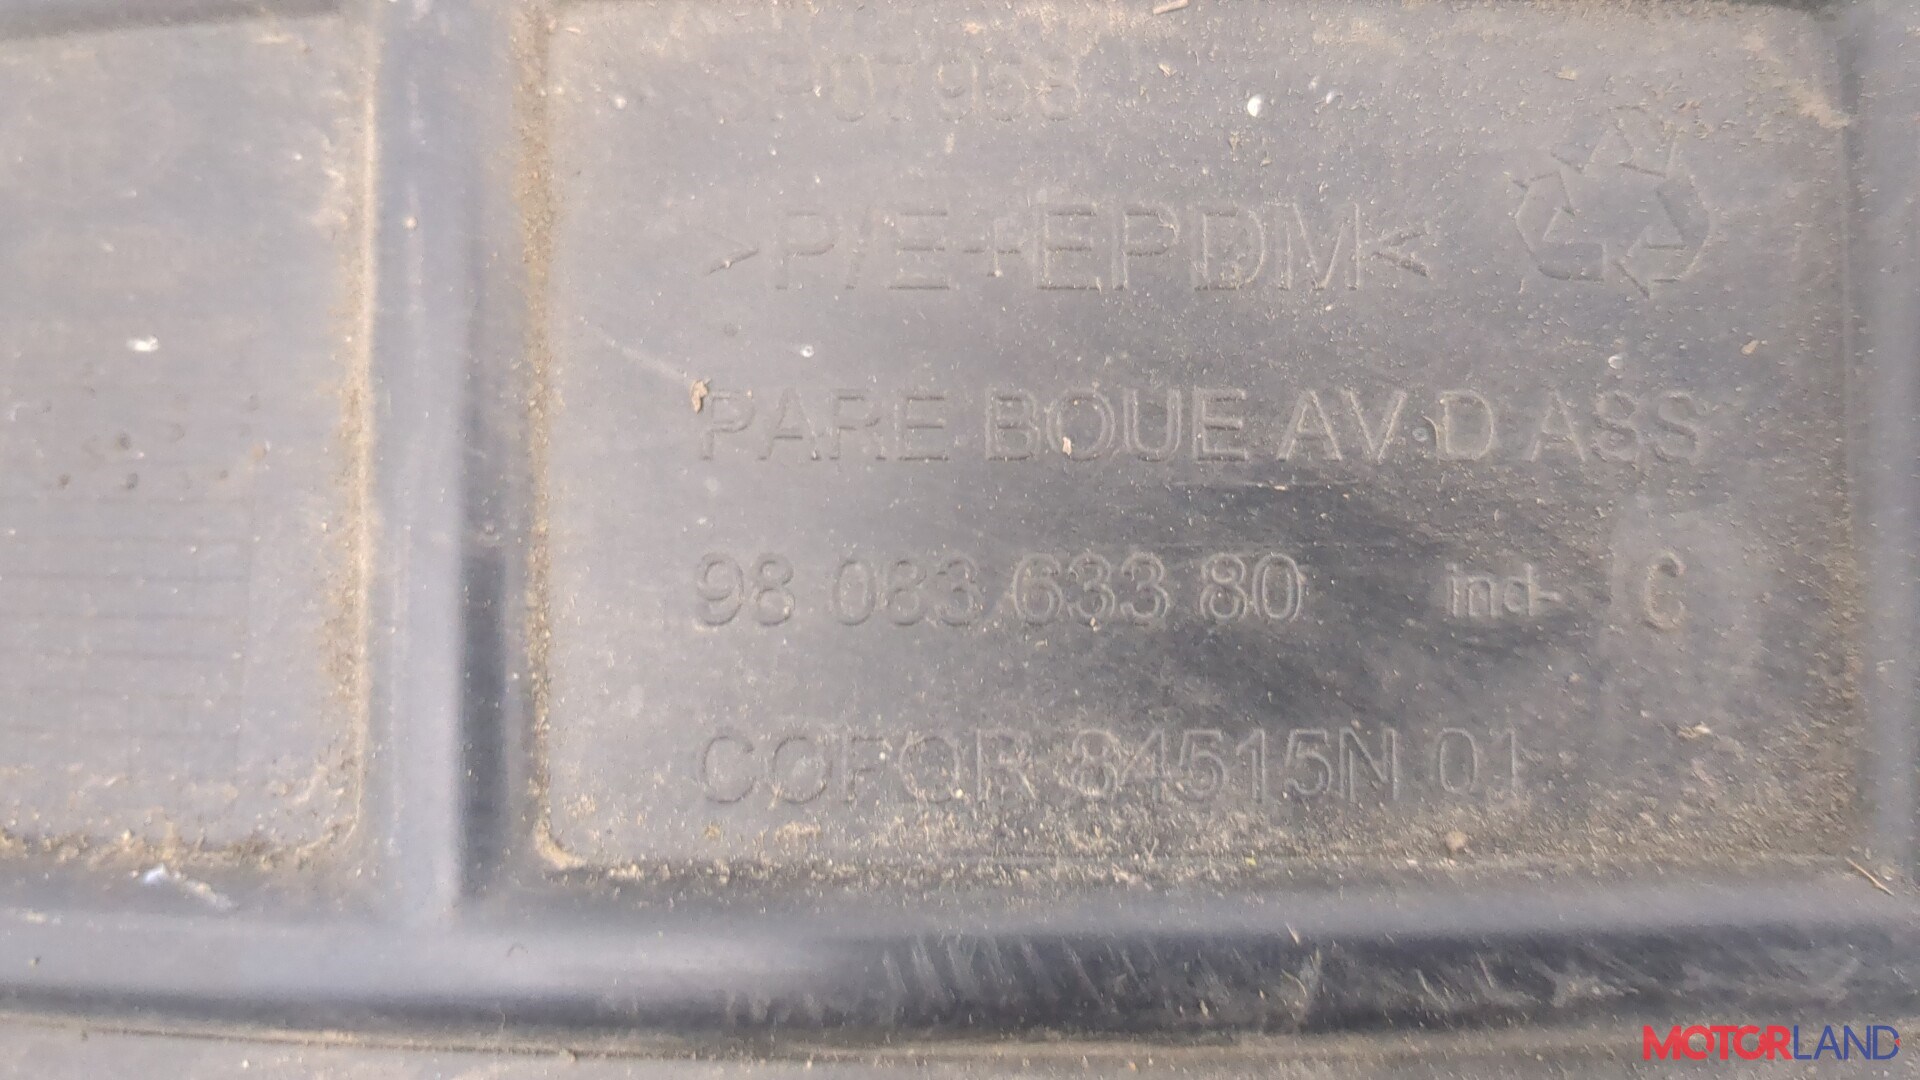 >P/E+EPDM<
PARE BOUE AV D ASS
98 083 633 80 ind- C
COFOR 84515N 01
MOTORLAND